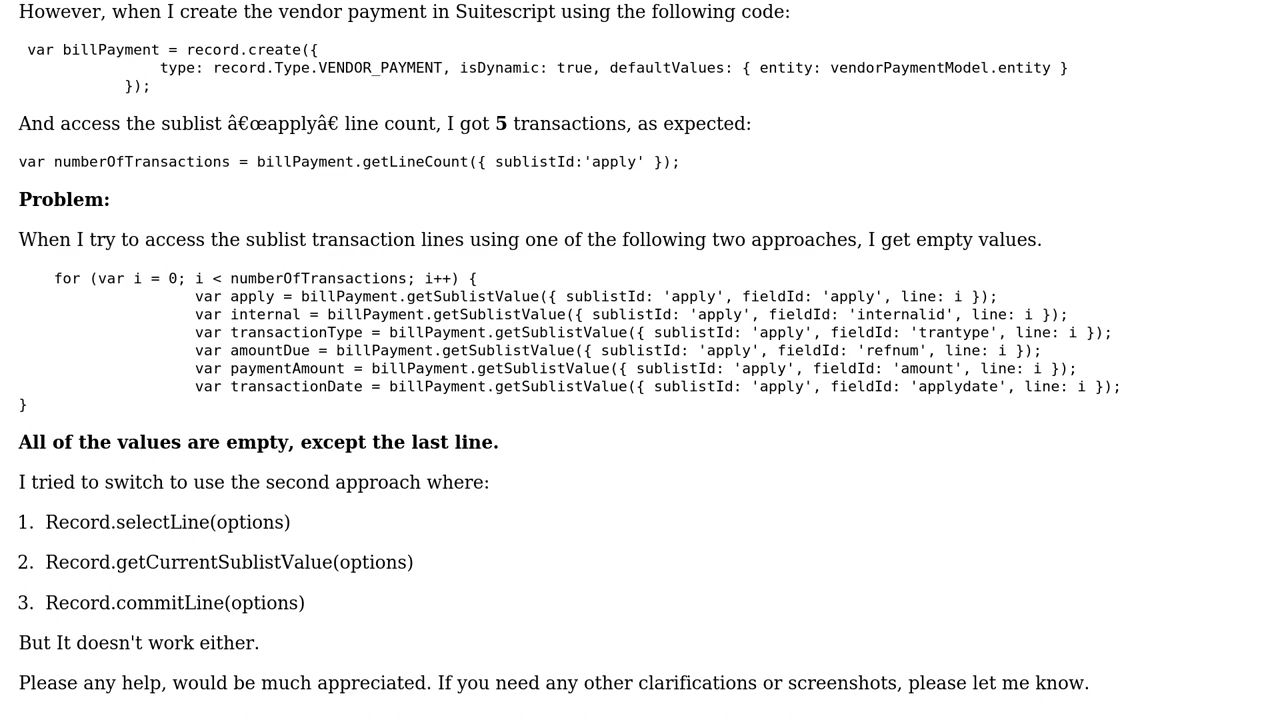 However, when I create the vendor payment in Suitescript using the following code:
var billPayment = record.create({
type: record.Type.VENDOR_PAYMENT, isDynamic: true, defaultValues: { entity: vendorPaymentModel.entity }
});
And access the sublist â€œapplyâ€ line count, I got 5 transactions, as expected:
var numberOfTransactions = billPayment.getLineCount({ sublistId:'apply' });
Problem:
When I try to access the sublist transaction lines using one of the following two approaches, I get empty values.
for (var i = 0; i < numberOfTransactions; i++) {
var apply = billPayment.getSublistValue({ sublistId: 'apply', fieldId: 'apply', line: i });
var internal = billPayment.getSublistValue({ sublistId: 'apply', fieldId: 'internalid', line: i });
var transactionType = billPayment.getSublistValue({ sublistId: 'apply', fieldId: 'trantype', line: i });
var amountDue = billPayment.getSublistValue({ sublistId: 'apply', fieldId: 'refnum', line: i });
var paymentAmount = billPayment.getSublistValue({ sublistId: 'apply', fieldId: 'amount', line: i });
var transactionDate = billPayment.getSublistValue({ sublistId: 'apply', fieldId: 'applydate', line: i });
}
All of the values are empty, except the last line.
I tried to switch to use the second approach where:
1. Record.selectLine(options)
2. Record.getCurrentSublistValue(options)
3. Record.commitLine(options)
But It doesn't work either.
Please any help, would be much appreciated. If you need any other clarifications or screenshots, please let me know.